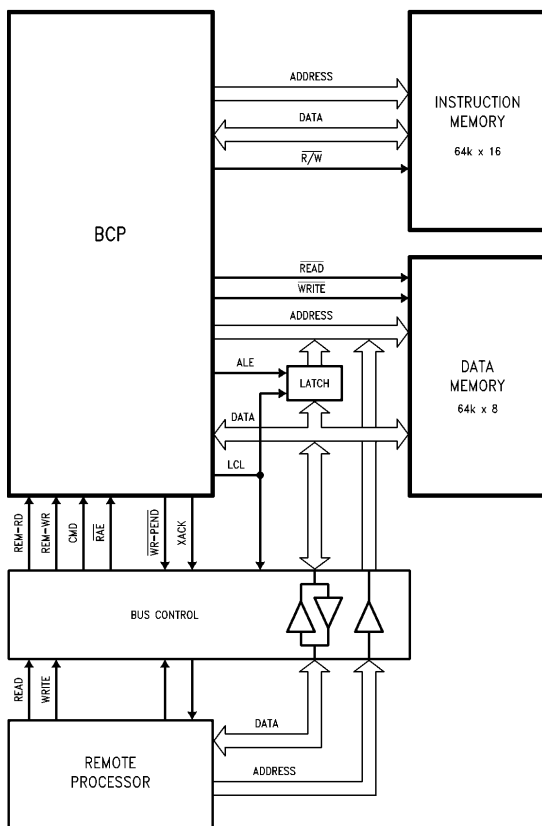 ADDRESS
INSTRUCTION
MEMORY
64k x 16
DATA
R/W
BCP
READ
WRITE
ADDRESS
ALE
LATCH
DATA
MEMORY
64k x 8
DATA
LCL
REM-RD
REM-WR
CMD
RAE
WR-PEND
XACK
BUS CONTROL
READ
WRITE
DATA
REMOTE
PROCESSOR
ADDRESS